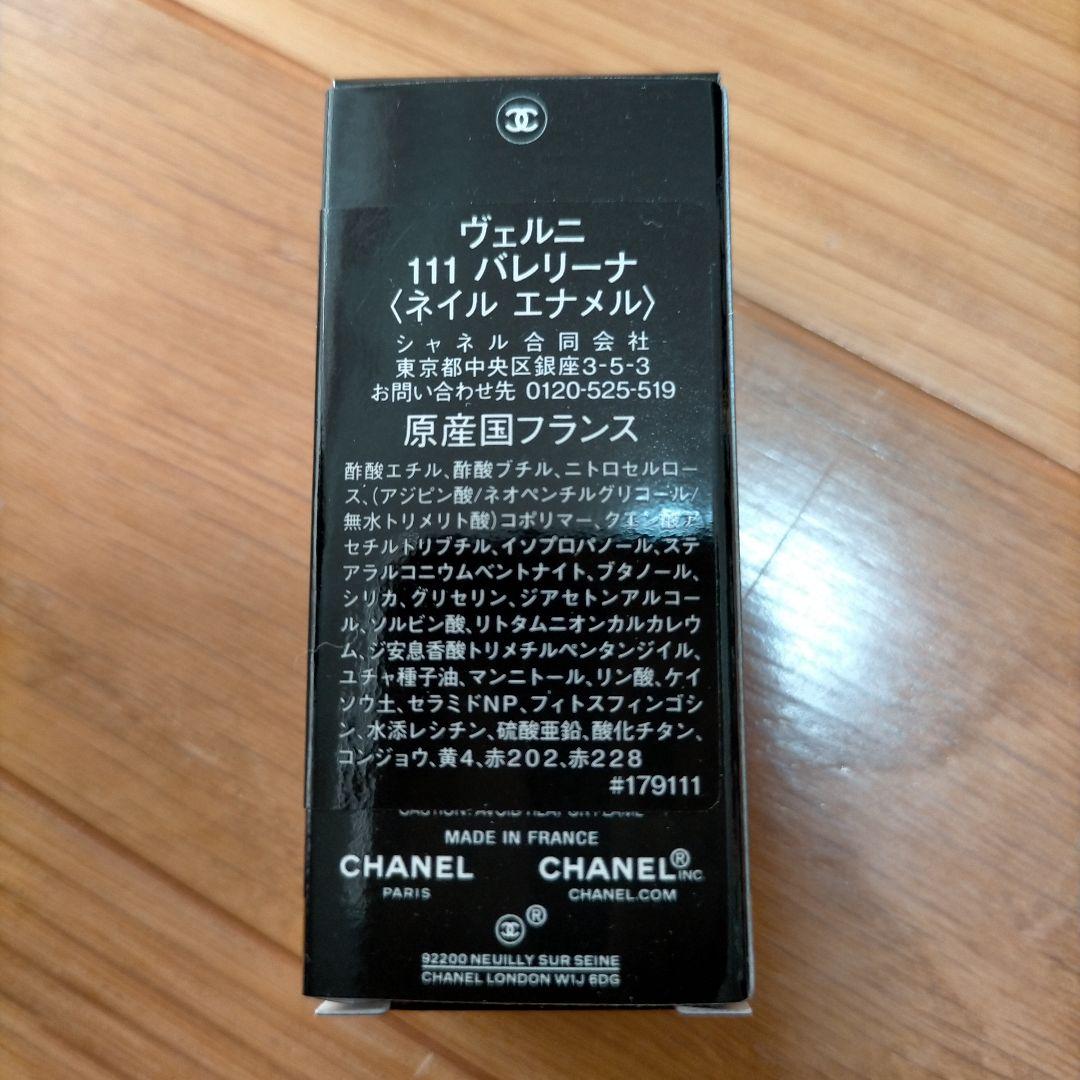 ヴェルニ
111 バレリーナ
〈ネイル エナメル〉
シャネル合同会社
東京都中央区銀座3-5-3
お問い合わせ先 0120-525-519
原産国フランス
酢酸エチル、酢酸ブチル、ニトロセルロー
ス、(アジピン酸/ネオペンチルグリコール/
無水トリメリト酸)コポリマー、クエン酸ア
セチルトリブチル、イソプロパノール、ステ
アラルコニウムベントナイト、ブタノール、
シリカ、グリセリン、ジアセトンアルコー
ル、ソルビン酸、リトタムニオンカルカレウ
ム、ジ安息香酸トリメチルペンタンジイル、
ユチャ種子油、マンニトール、リン酸、ケイ
ソウ土、セラミドNP、フィトスフィンゴシ
ン、水添レシチン、硫酸亜鉛、酸化チタン、
コンジョウ、黄4、赤202、赤228
#179111
CAUTION: AVOID HEAT OR FLAME
MADE IN FRANCE
CHANEL CHANEL® INC.
PARIS CHANEL.COM
®
92200 NEUILLY SUR SEINE
CHANEL LONDON W1J 6DG